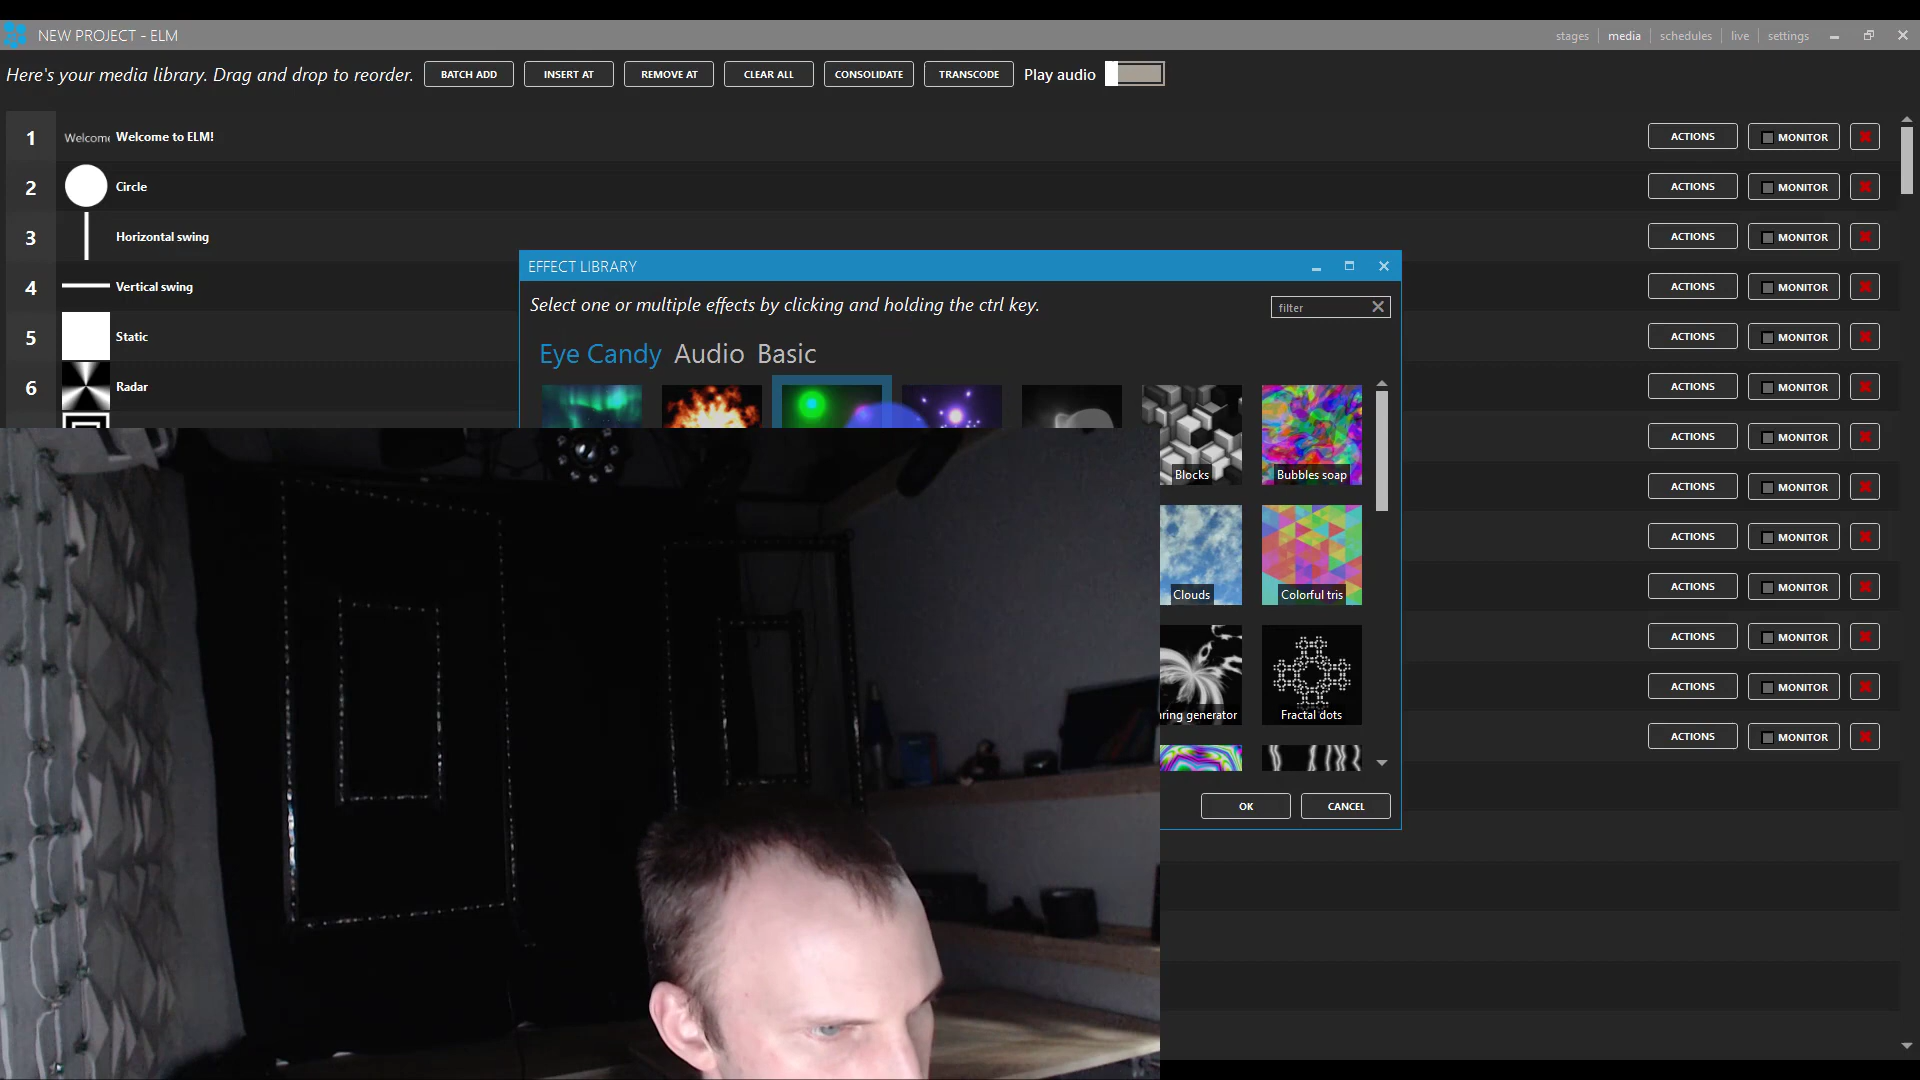 NEW PROJECT - ELM
stages
media
schedules
live
settings
Here's your media library. Drag and drop to reorder.
BATCH ADD
INSERT AT
REMOVE AT
CLEAR ALL
CONSOLIDATE
TRANSCODE
Play audio
1
Welcome to ELM!
ACTIONS
MONITOR
2
Circle
ACTIONS
MONITOR
3
Horizontal swing
ACTIONS
MONITOR
4
Vertical swing
ACTIONS
MONITOR
5
Static
ACTIONS
MONITOR
6
Radar
ACTIONS
MONITOR
ACTIONS
MONITOR
ACTIONS
MONITOR
ACTIONS
MONITOR
ACTIONS
MONITOR
ACTIONS
MONITOR
ACTIONS
MONITOR
ACTIONS
MONITOR
EFFECT LIBRARY
Select one or multiple effects by clicking and holding the ctrl key.
filter
Eye Candy
Audio
Basic
Blocks
Bubbles soap
Clouds
Colorful tris
generator
Fractal dots
OK
CANCEL